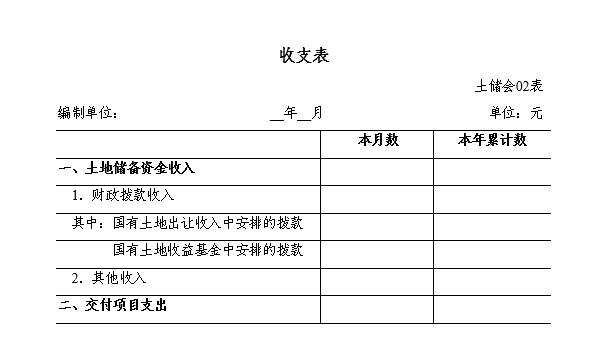 收支表
土储会02表
编制单位： __年__月 单位：元
本月数 本年累计数
一、土地储备资金收入
1．财政拨款收入
其中：国有土地出让收入中安排的拨款
国有土地收益基金中安排的拨款
2．其他收入
二、交付项目支出